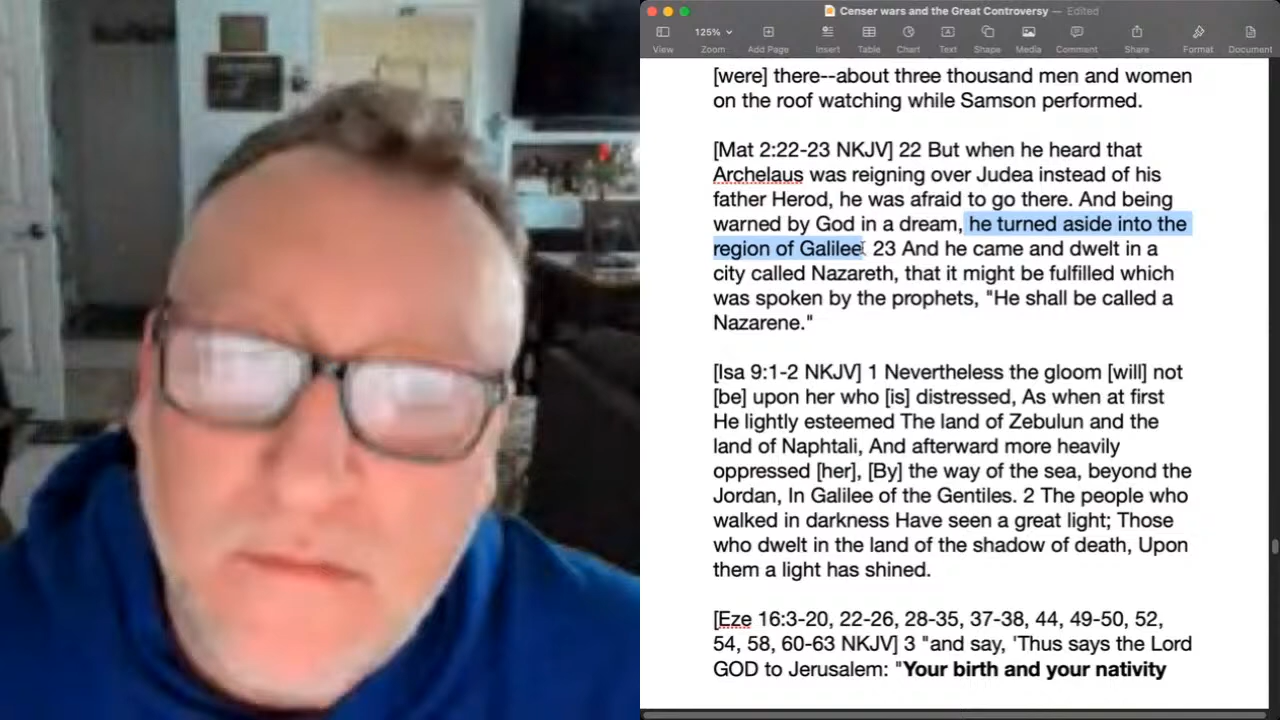 Censer wars and the Great Controversy — Edited
125%
View Zoom Add Page Insert Table Chart Text Shape Media Comment Share Format Document
[were] there--about three thousand men and women
on the roof watching while Samson performed.
[Mat 2:22-23 NKJV] 22 But when he heard that
Archelaus was reigning over Judea instead of his
father Herod, he was afraid to go there. And being
warned by God in a dream, he turned aside into the
region of Galilee. 23 And he came and dwelt in a
city called Nazareth, that it might be fulfilled which
was spoken by the prophets, "He shall be called a
Nazarene."
[Isa 9:1-2 NKJV] 1 Nevertheless the gloom [will] not
[be] upon her who [is] distressed, As when at first
He lightly esteemed The land of Zebulun and the
land of Naphtali, And afterward more heavily
oppressed [her], [By] the way of the sea, beyond the
Jordan, In Galilee of the Gentiles. 2 The people who
walked in darkness Have seen a great light; Those
who dwelt in the land of the shadow of death, Upon
them a light has shined.
[Eze 16:3-20, 22-26, 28-35, 37-38, 44, 49-50, 52,
54, 58, 60-63 NKJV] 3 "and say, 'Thus says the Lord
GOD to Jerusalem: "Your birth and your nativity